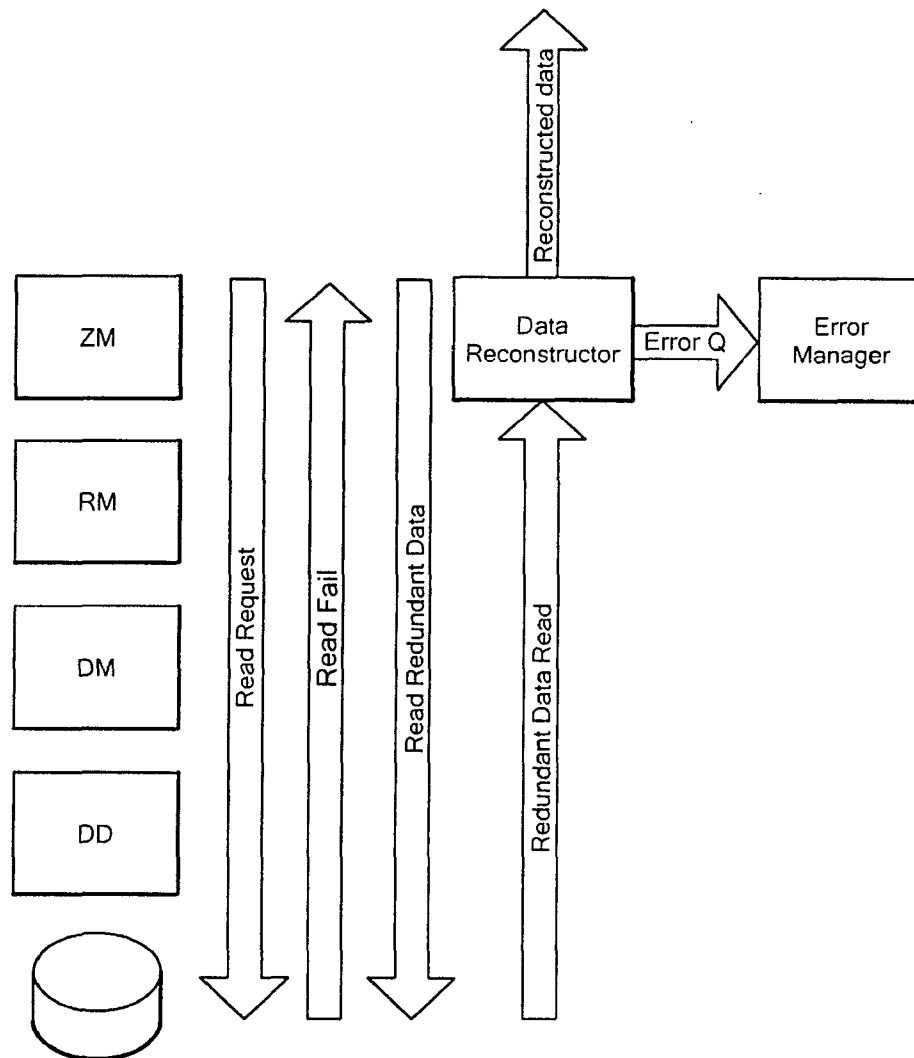 Reconstructed data
ZM
Data
Reconstructor
Error Q
Error
Manager
RM
DM
DD
Read Request
Read Fail
Read Redundant Data
Redundant Data Read